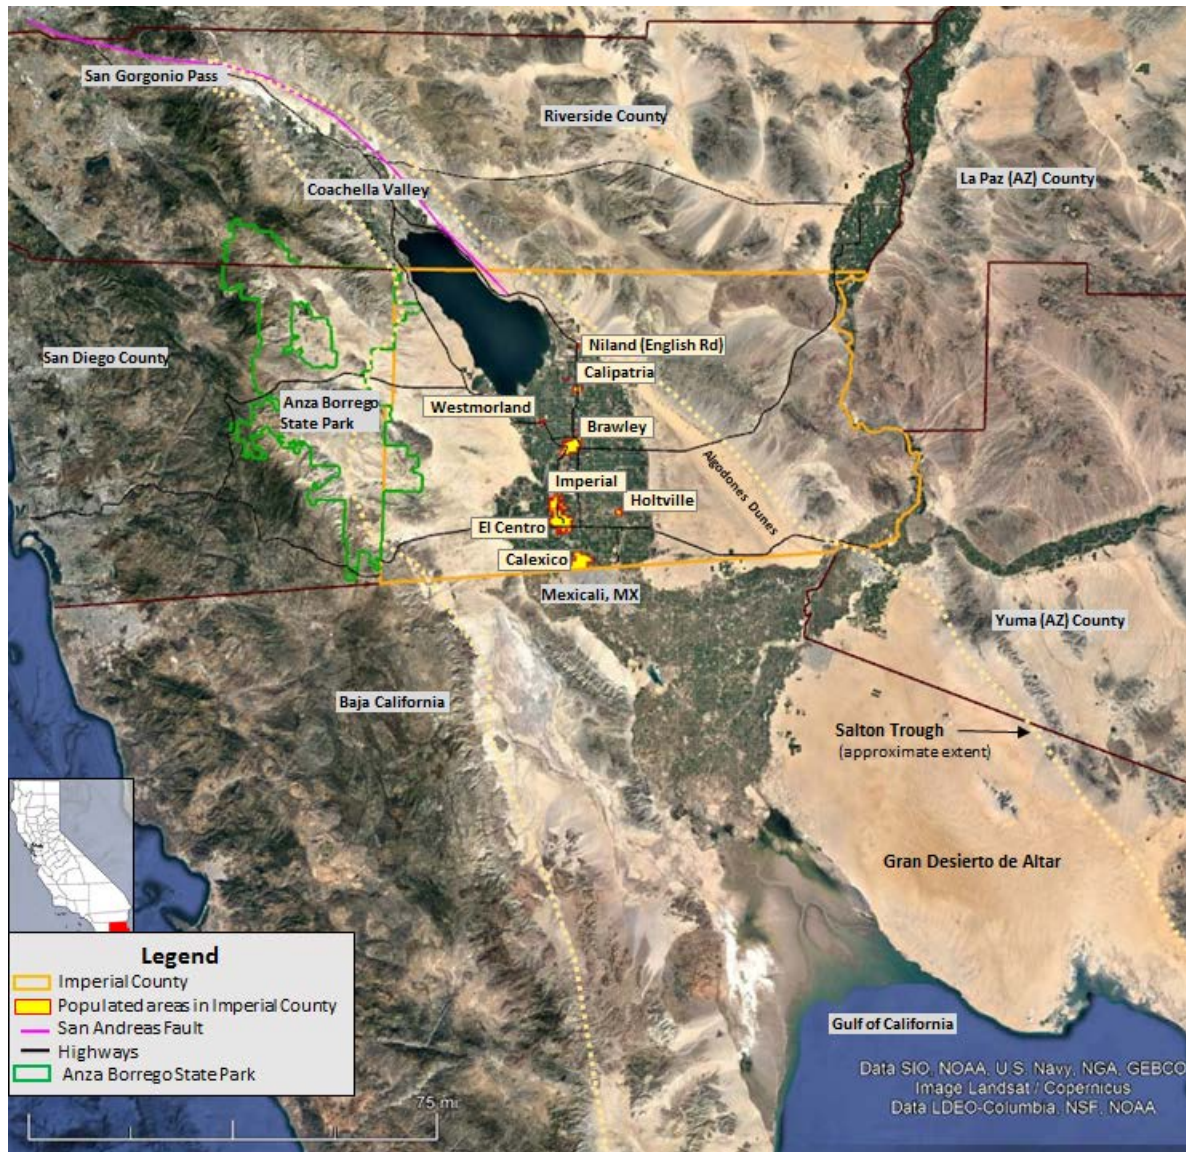 San Gorgonio Pass
Riverside County
La Paz (AZ) County
Coachella Valley
San Diego County
Niland (English Rd)
Calipatria
Anza Borrego
State Park
Westmorland
Brawley
Algodones Dunes
Imperial
Holtville
El Centro
Calexico
Mexicali, MX
Yuma (AZ) County
Baja California
Salton Trough
(approximate extent)
Gran Desierto de Altar
Legend
Imperial County
Populated areas in Imperial County
San Andreas Fault
Highways
Anza Borrego State Park
Gulf of California
75 mi
Data SIO, NOAA, U.S. Navy, NGA, GEBCO
Image Landsat / Copernicus
Data LDEO-Columbia, NSF, NOAA